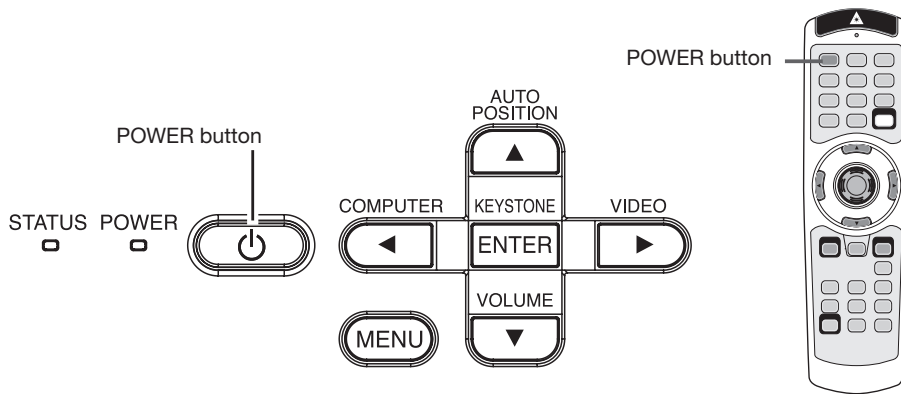 POWER button
AUTO
POSITION
POWER button
COMPUTER
KEYSTONE
VIDEO
STATUS
POWER
ENTER
VOLUME
MENU